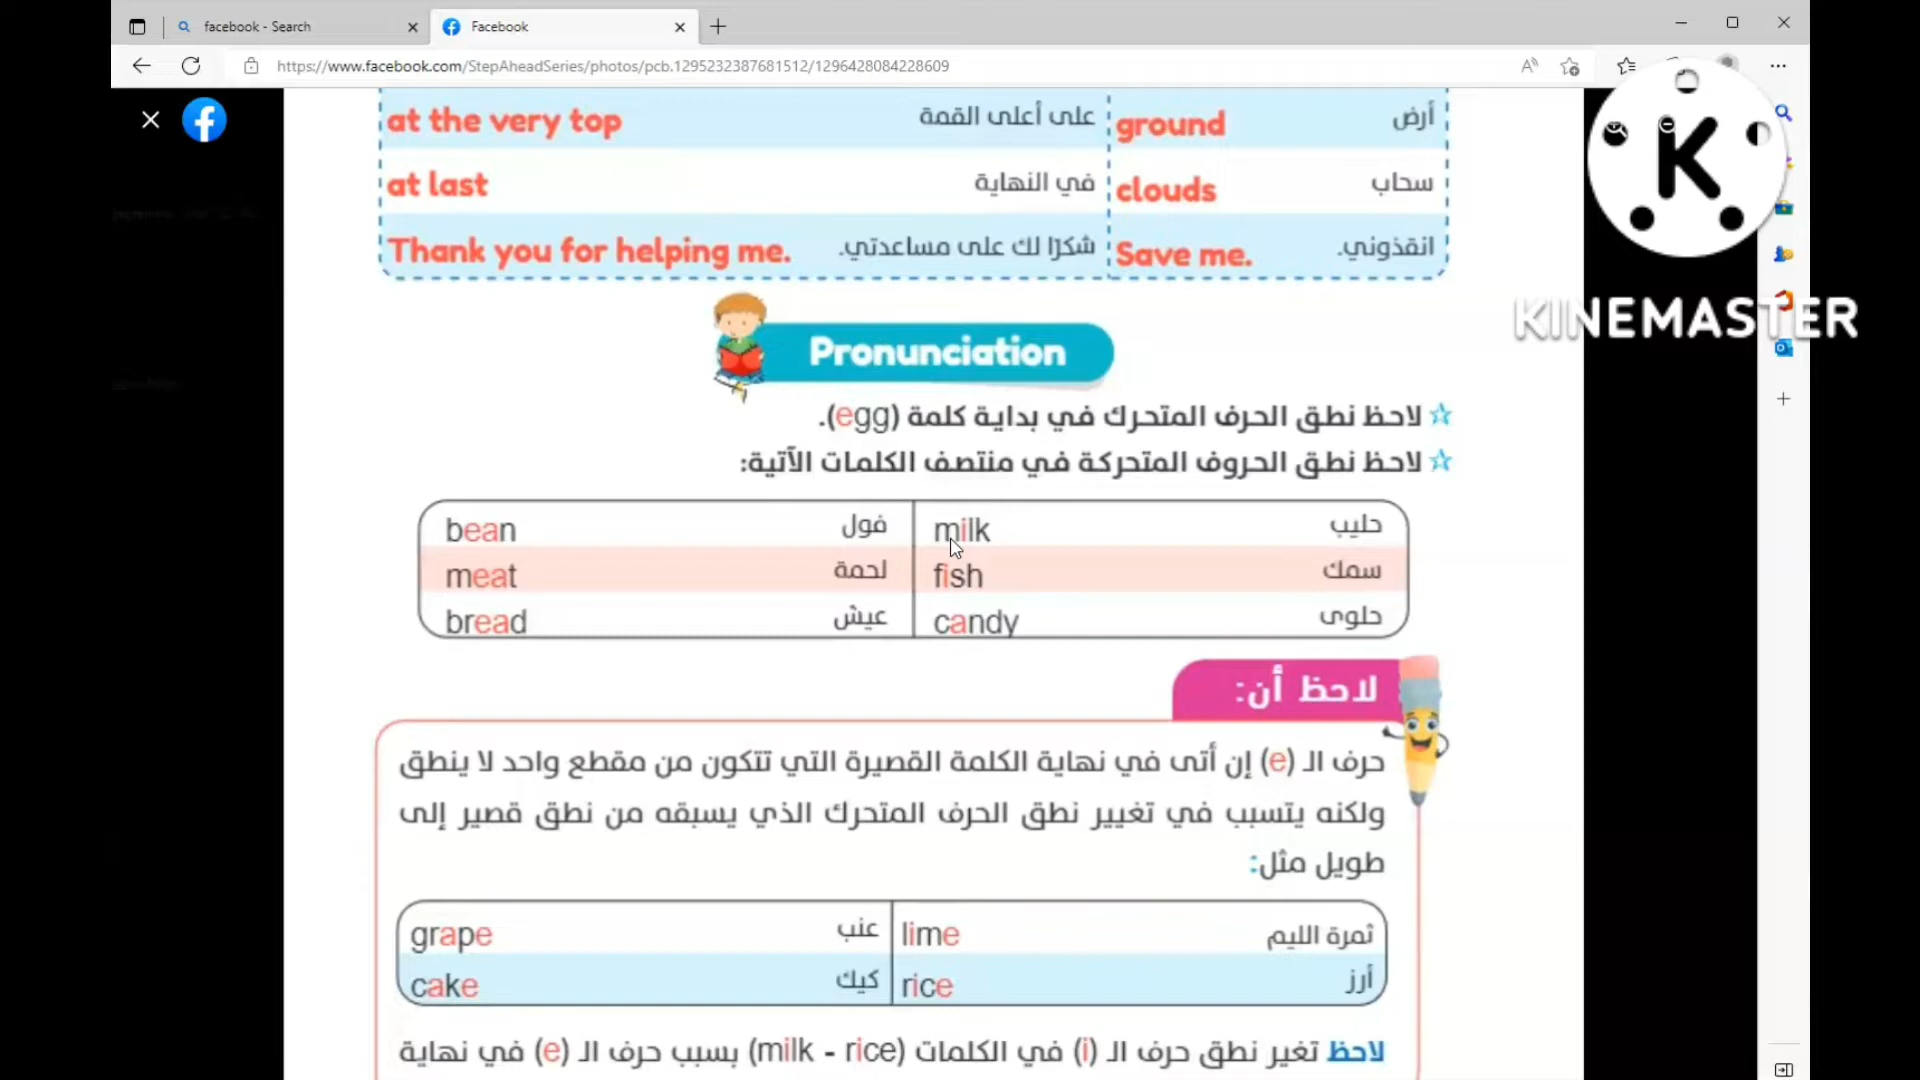 facebook - Search
Facebook
https://www.facebook.com/StepAheadSeries/photos/pcb.1295232387681512/1296428084228609
at the very top على أعلى القمة ground أرض
at last في النهاية clouds سحاب
Thank you for helping me. شكرًا لك على مساعدتي. Save me. انقذوني.
KINEMASTER
Pronunciation
لاحظ نطق الحرف المتحرك في بداية كلمة (egg).
لاحظ نطق الحروف المتحركة في منتصف الكلمات الآتية:
bean فول milk حليب
meat لحمة fish سمك
bread عيش candy حلوى
لاحظ أن:
حرف الـ (e) إن أتى في نهاية الكلمة القصيرة التي تتكون من مقطع واحد لا ينطق
ولكنه يتسبب في تغيير نطق الحرف المتحرك الذي يسبقه من نطق قصير إلى
طويل مثل:
grape عنب lime ثمرة الليم
cake كيك rice أرز
لاحظ تغير نطق حرف الـ (i) في الكلمات (milk - rice) بسبب حرف الـ (e) في نهاية